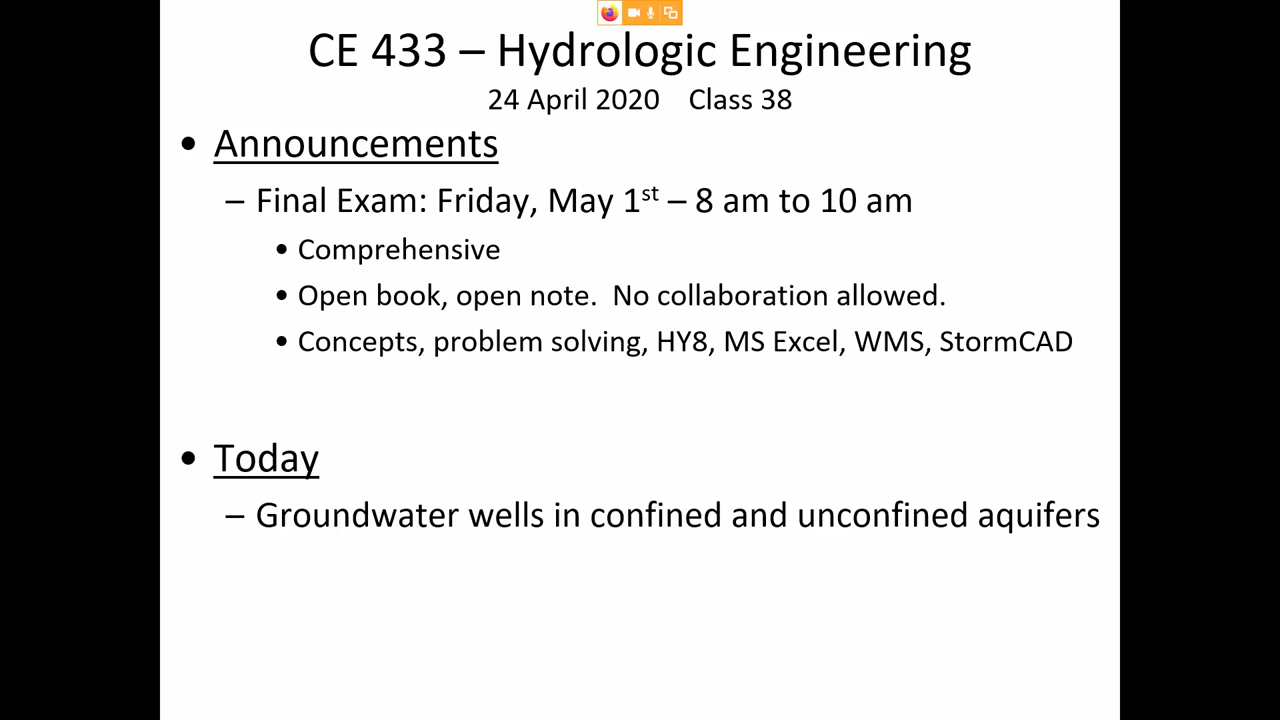 CE 433 – Hydrologic Engineering
24 April 2020 Class 38
• Announcements
– Final Exam: Friday, May 1st – 8 am to 10 am
• Comprehensive
• Open book, open note. No collaboration allowed.
• Concepts, problem solving, HY8, MS Excel, WMS, StormCAD
• Today
– Groundwater wells in confined and unconfined aquifers